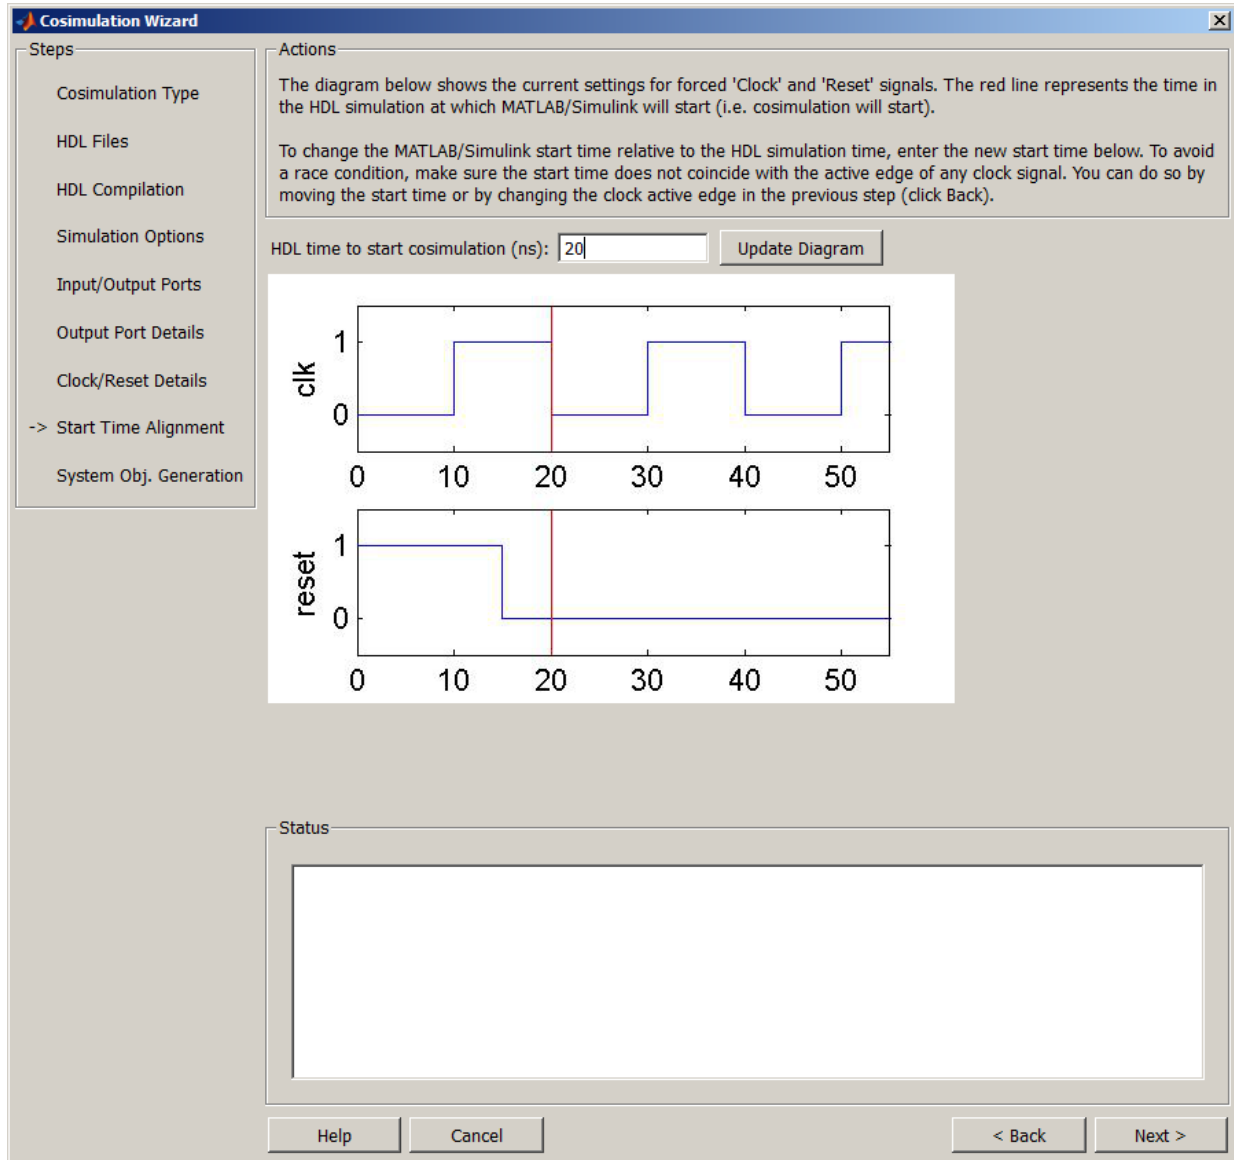 Cosimulation Wizard
Steps
Cosimulation Type
HDL Files
HDL Compilation
Simulation Options
Input/Output Ports
Output Port Details
Clock/Reset Details
-> Start Time Alignment
System Obj. Generation
Actions
The diagram below shows the current settings for forced 'Clock' and 'Reset' signals. The red line represents the time in
the HDL simulation at which MATLAB/Simulink will start (i.e. cosimulation will start).
To change the MATLAB/Simulink start time relative to the HDL simulation time, enter the new start time below. To avoid
a race condition, make sure the start time does not coincide with the active edge of any clock signal. You can do so by
moving the start time or by changing the clock active edge in the previous step (click Back).
HDL time to start cosimulation (ns): 20 Update Diagram
clk
1
0
0 10 20 30 40 50
reset
1
0
0 10 20 30 40 50
Status
Help Cancel < Back Next >